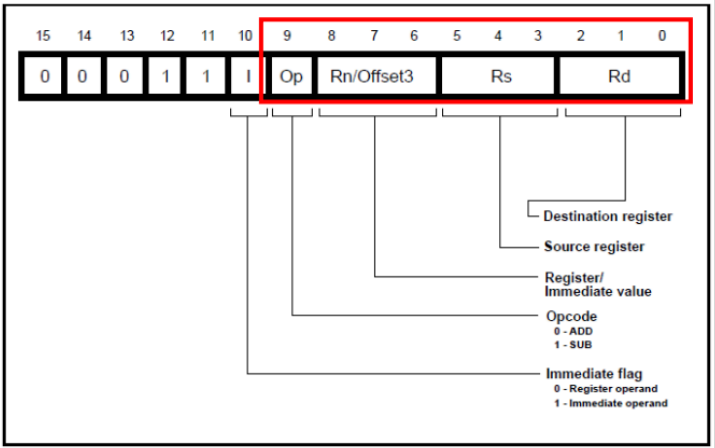 15 14 13 12 11 10 9 8 7 6 5 4 3 2 1 0
0 0 0 1 1 I Op Rn/Offset3 Rs Rd
Destination register
Source register
Register/
Immediate value
Opcode
0 - ADD
1 - SUB
Immediate flag
0 - Register operand
1 - Immediate operand